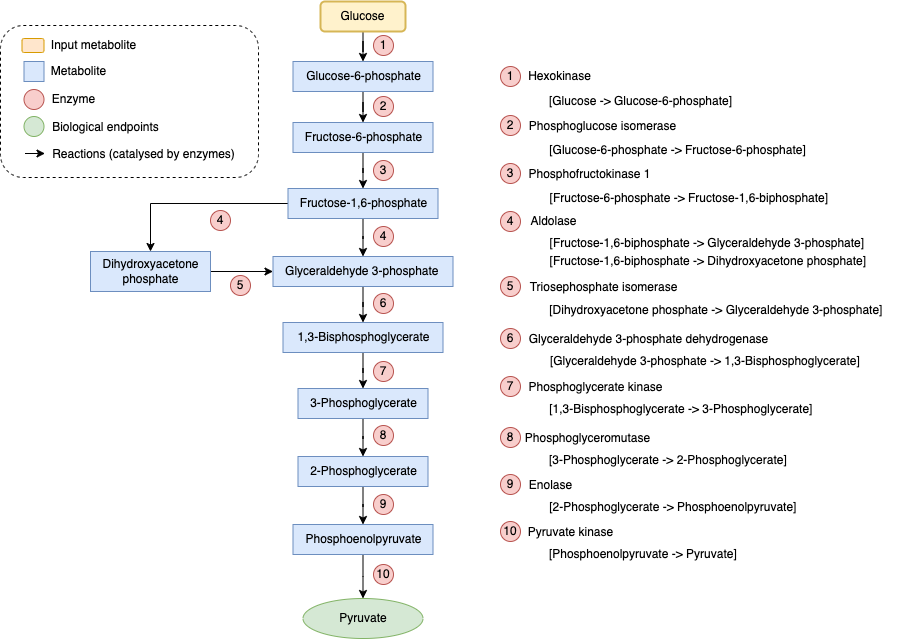 Glucose
Input metabolite
Metabolite
Enzyme
Biological endpoints
Reactions (catalysed by enzymes)
1
Glucose-6-phosphate
2
Fructose-6-phosphate
3
Fructose-1,6-phosphate
4
4
Dihydroxyacetone
phosphate
5
Glyceraldehyde 3-phosphate
6
1,3-Bisphosphoglycerate
7
3-Phosphoglycerate
8
2-Phosphoglycerate
9
Phosphoenolpyruvate
10
Pyruvate
1 Hexokinase
[Glucose -> Glucose-6-phosphate]
2 Phosphoglucose isomerase
[Glucose-6-phosphate -> Fructose-6-phosphate]
3 Phosphofructokinase 1
[Fructose-6-phosphate -> Fructose-1,6-biphosphate]
4 Aldolase
[Fructose-1,6-biphosphate -> Glyceraldehyde 3-phosphate]
[Fructose-1,6-biphosphate -> Dihydroxyacetone phosphate]
5 Triosephosphate isomerase
[Dihydroxyacetone phosphate -> Glyceraldehyde 3-phosphate]
6 Glyceraldehyde 3-phosphate dehydrogenase
[Glyceraldehyde 3-phosphate -> 1,3-Bisphosphoglycerate]
7 Phosphoglycerate kinase
[1,3-Bisphosphoglycerate -> 3-Phosphoglycerate]
8 Phosphoglyceromutase
[3-Phosphoglycerate -> 2-Phosphoglycerate]
9 Enolase
[2-Phosphoglycerate -> Phosphoenolpyruvate]
10 Pyruvate kinase
[Phosphoenolpyruvate -> Pyruvate]